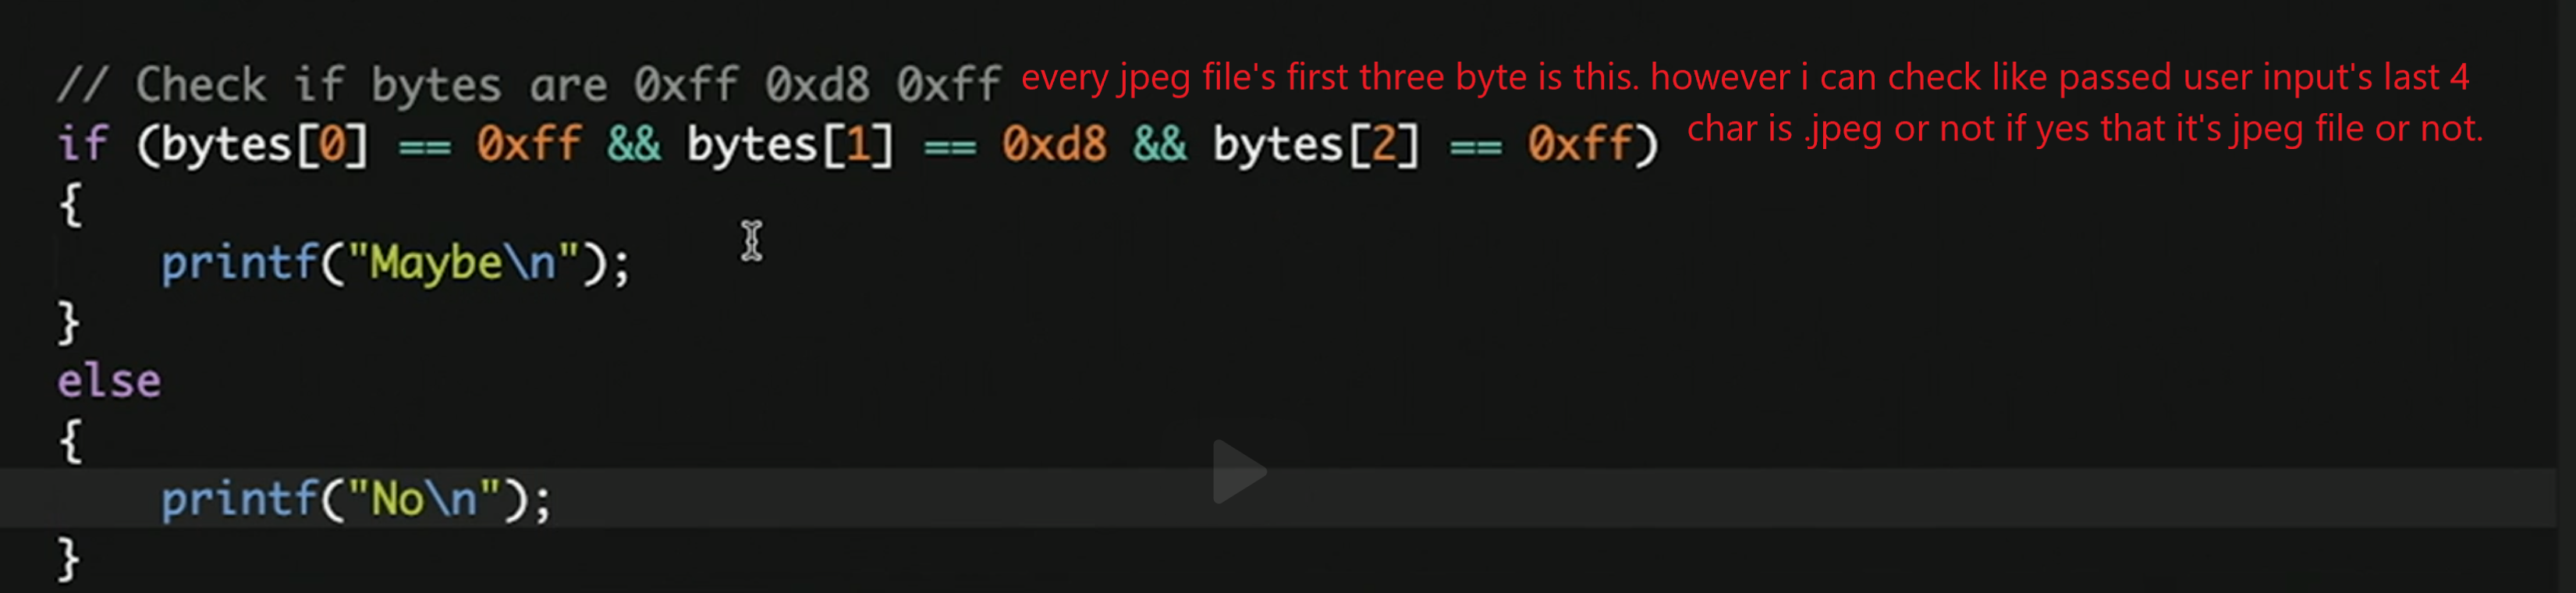 // Check if bytes are 0xff 0xd8 0xff every jpeg file's first three byte is this. however i can check like passed user input's last 4
if (bytes[0] == 0xff && bytes[1] == 0xd8 && bytes[2] == 0xff) char is .jpeg or not if yes that it's jpeg file or not.
{
    printf("Maybe\n");
}
else
{
    printf("No\n");
}